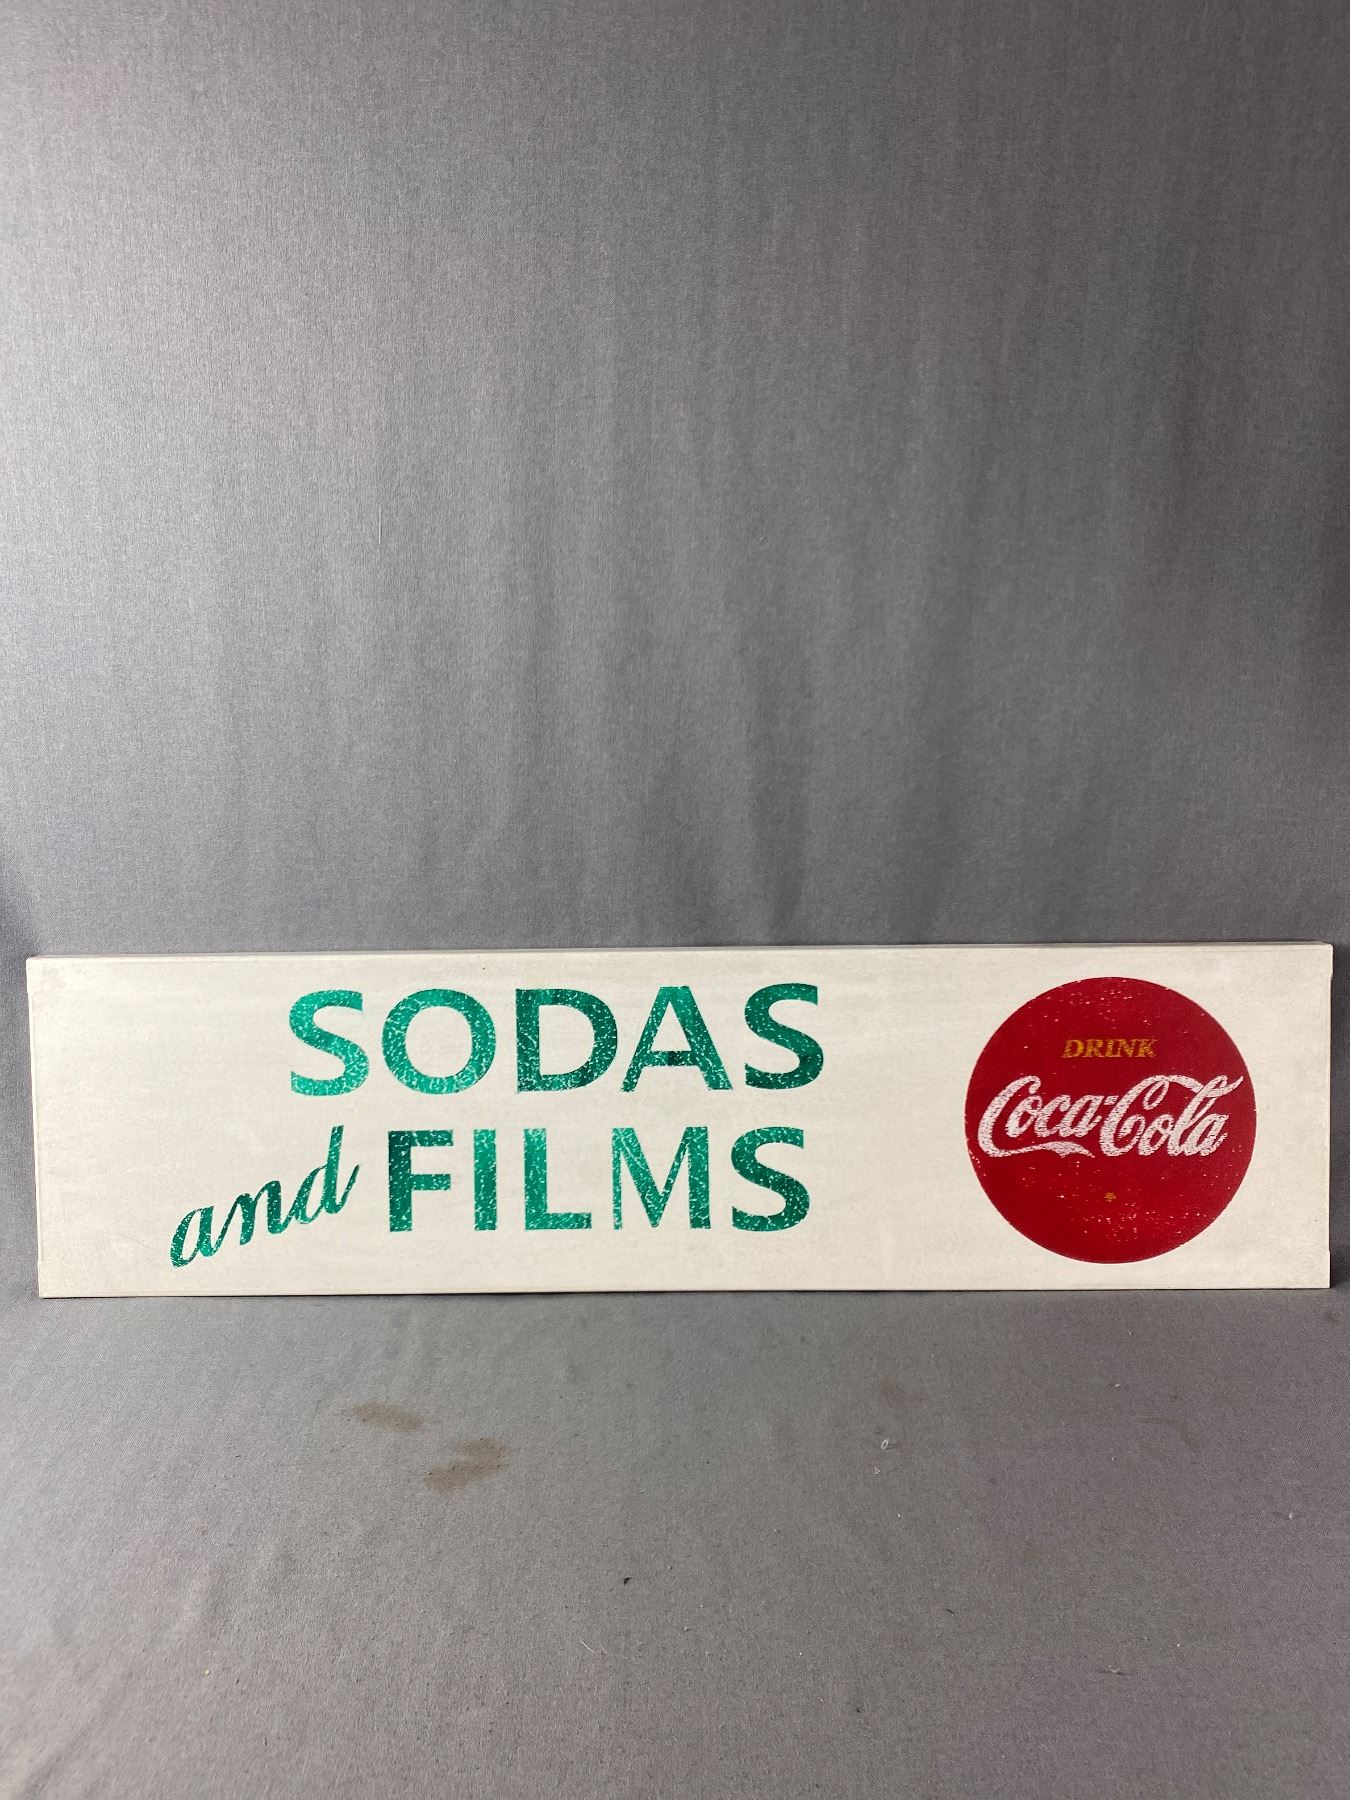 SODAS
and FILMS
DRINK
Coca-Cola